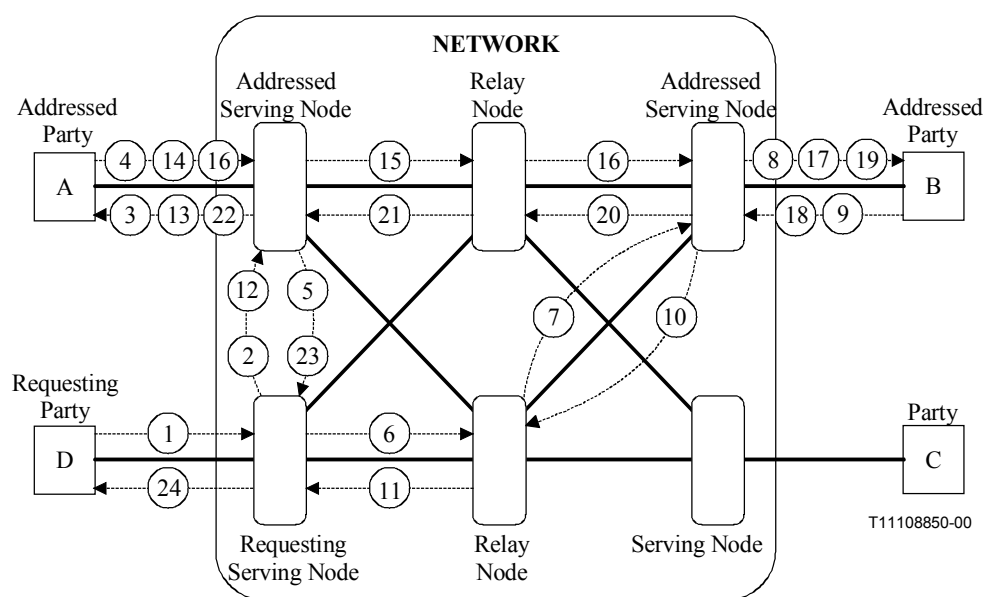 NETWORK
Addressed
Serving Node
Relay
Node
Addressed
Serving Node
Addressed
Party
Addressed
Party
4 14 16 15 16 8 17 19
A
B
3 13 22 21 20 18 9
12 5
7 10
2 23
Requesting
Party
Party
1 6
D
C
24 11
T11108850-00
Requesting
Serving Node
Relay
Node
Serving Node